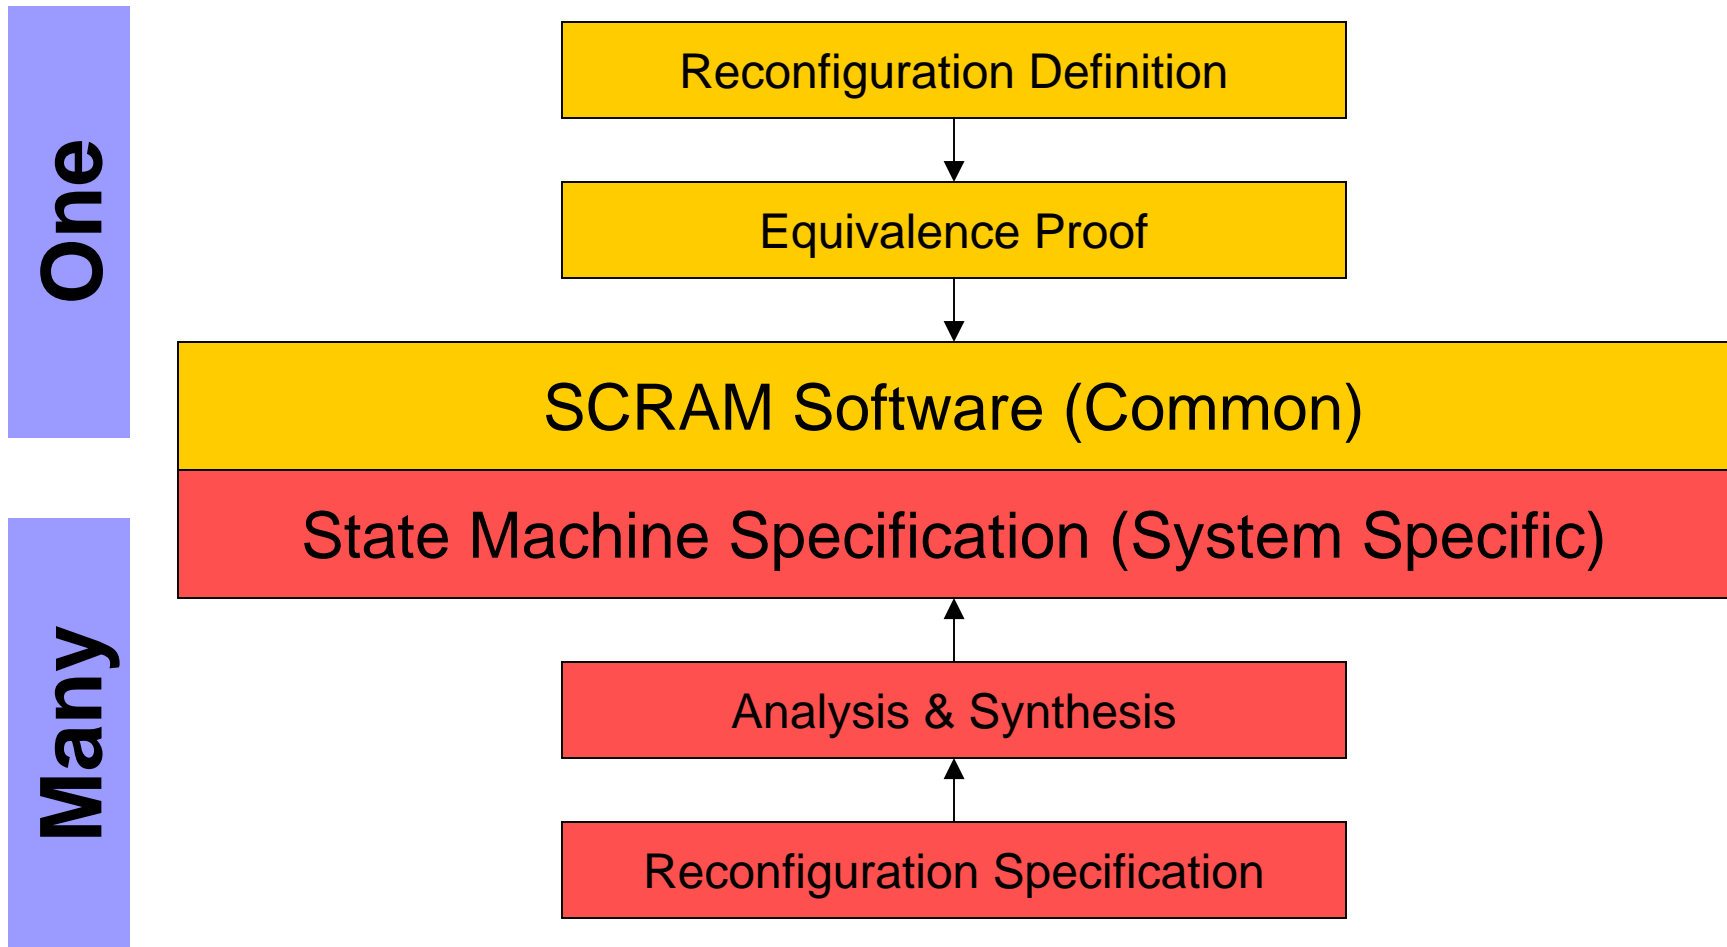 One
Reconfiguration Definition
Equivalence Proof
SCRAM Software (Common)
State Machine Specification (System Specific)
Many
Analysis & Synthesis
Reconfiguration Specification